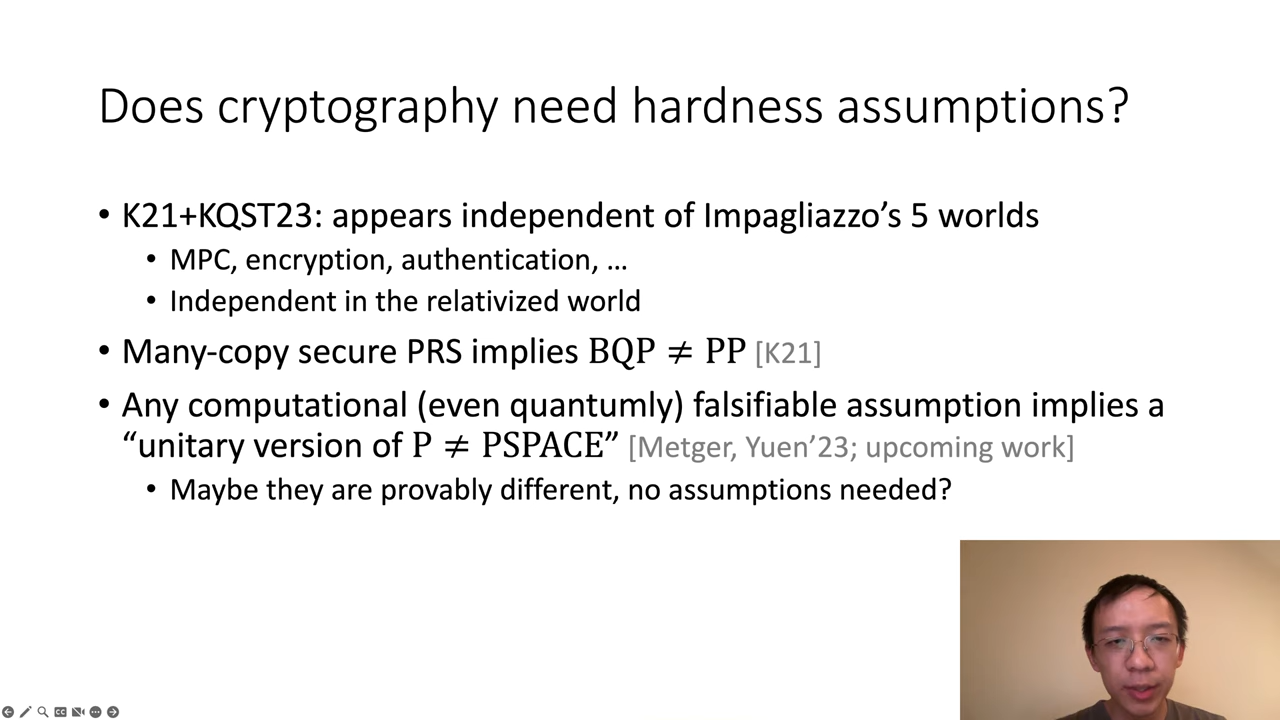 Does cryptography need hardness assumptions?
• K21+KQST23: appears independent of Impagliazzo’s 5 worlds
• MPC, encryption, authentication, …
• Independent in the relativized world
• Many-copy secure PRS implies BQP ≠ PP [K21]
• Any computational (even quantumly) falsifiable assumption implies a
“unitary version of P ≠ PSPACE” [Metger, Yuen’23; upcoming work]
• Maybe they are provably different, no assumptions needed?